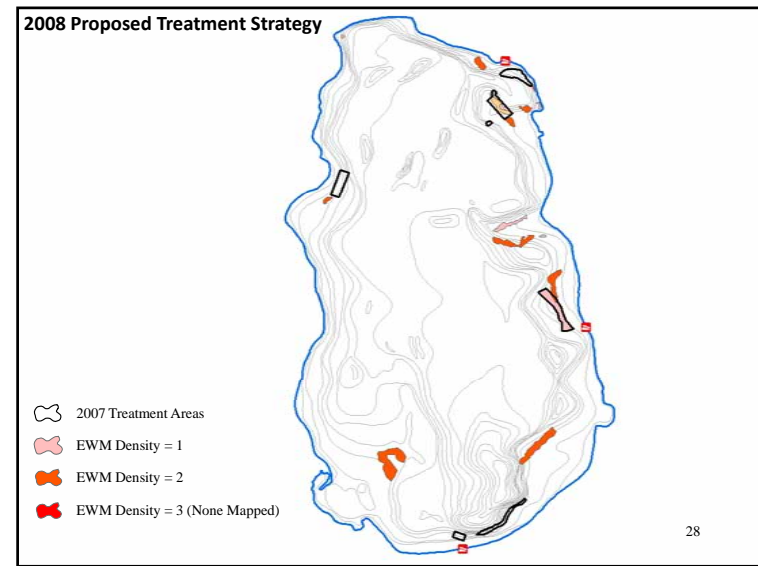 2008 Proposed Treatment Strategy
2007 Treatment Areas
EWM Density = 1
EWM Density = 2
EWM Density = 3 (None Mapped)
28